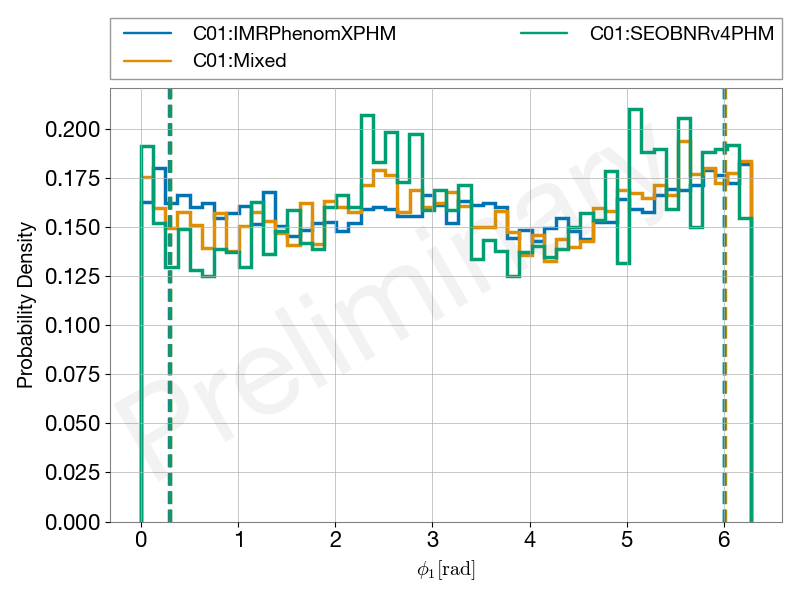 C01:IMRPhenomXPHM
C01:Mixed
C01:SEOBNRv4PHM
0.200
0.175
0.150
0.125
0.100
0.075
0.050
0.025
0.000
Probability Density
Preliminary
0 1 2 3 4 5 6
ϕ₁[rad]